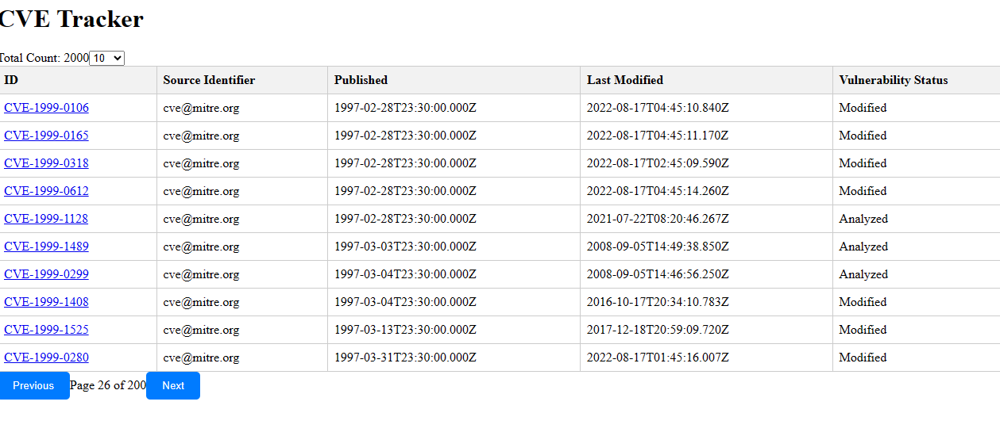 CVE Tracker
Total Count: 2000 10
ID Source Identifier Published Last Modified Vulnerability Status
CVE-1999-0106 cve@mitre.org 1997-02-28T23:30:00.000Z 2022-08-17T04:45:10.840Z Modified
CVE-1999-0165 cve@mitre.org 1997-02-28T23:30:00.000Z 2022-08-17T04:45:11.170Z Modified
CVE-1999-0318 cve@mitre.org 1997-02-28T23:30:00.000Z 2022-08-17T02:45:09.590Z Modified
CVE-1999-0612 cve@mitre.org 1997-02-28T23:30:00.000Z 2022-08-17T04:45:14.260Z Modified
CVE-1999-1128 cve@mitre.org 1997-02-28T23:30:00.000Z 2021-07-22T08:20:46.267Z Analyzed
CVE-1999-1489 cve@mitre.org 1997-03-03T23:30:00.000Z 2008-09-05T14:49:38.850Z Analyzed
CVE-1999-0299 cve@mitre.org 1997-03-04T23:30:00.000Z 2008-09-05T14:46:56.250Z Analyzed
CVE-1999-1408 cve@mitre.org 1997-03-04T23:30:00.000Z 2016-10-17T20:34:10.783Z Modified
CVE-1999-1525 cve@mitre.org 1997-03-13T23:30:00.000Z 2017-12-18T20:59:09.720Z Modified
CVE-1999-0280 cve@mitre.org 1997-03-31T23:30:00.000Z 2022-08-17T01:45:16.007Z Modified
Previous Page 26 of 200 Next